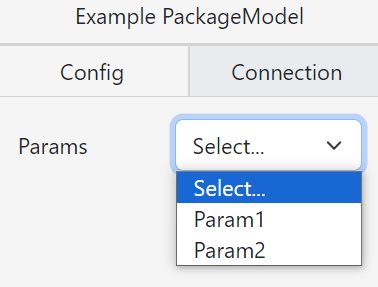 Example PackageModel
Config
Connection
Params
Select...
Select...
Param1
Param2